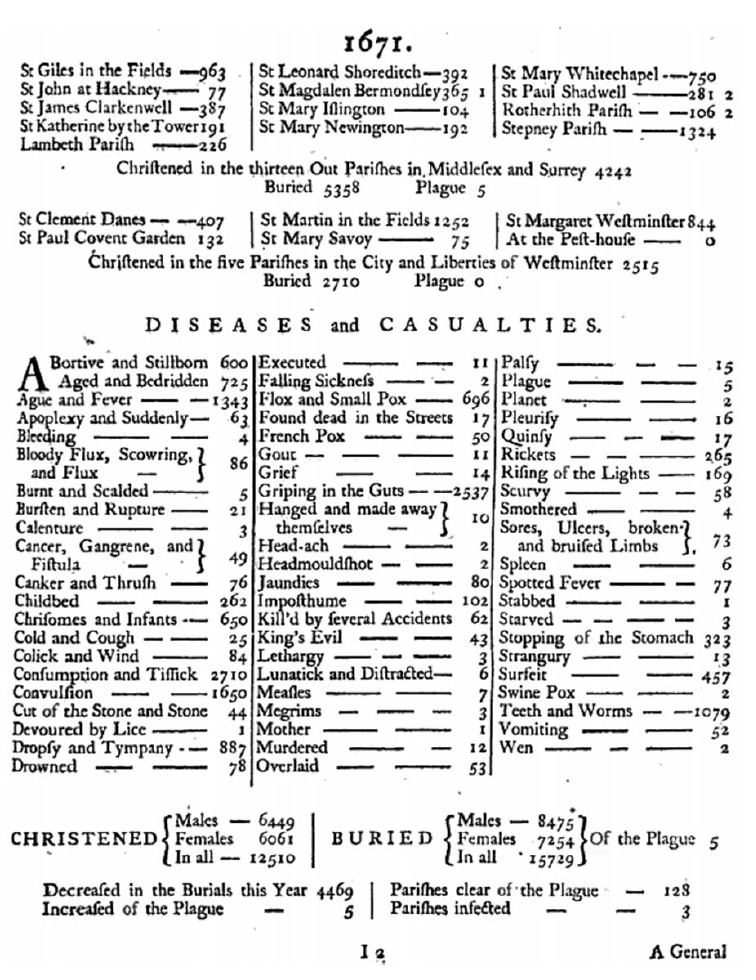 1671.
St Giles in the Fields —963
St John at Hackney— 77
St James Clarkenwell —387
St Katherine by the Tower 191
Lambeth Pariſh —226
St Leonard Shoreditch—392
St Magdalen Bermondſey365 1
St Mary Iſlington —104
St Mary Newington—192
St Mary Whitechapel -—750
St Paul Shadwell —281 2
Rotherhith Pariſh — —106 2
Stepney Pariſh — —1324
Chriſtened in the thirteen Out Pariſhes in Middleſex and Surrey 4242
Buried 5358 Plague 5
St Clement Danes — —407
St Paul Covent Garden 132
St Martin in the Fields 1252
St Mary Savoy — 75
St Margaret Weſtminſter 844
At the Peſt-houſe — 0
Chriſtened in the five Pariſhes in the City and Liberties of Weſtminſter 2515
Buried 2710 Plague 0
DISEASES and CASUALTIES.
ABortive and Stillborn 600
Aged and Bedridden 725
Ague and Fever — —1343
Apoplexy and Suddenly— 63
Bleeding — — 4
Bloody Flux, Scowring, } 86
and Flux —
Burnt and Scalded — 5
Burſten and Rupture — 21
Calenture — — 3
Cancer, Gangrene, and } 49
Fiſtula —
Canker and Thruſh — 76
Childbed — — 262
Chriſomes and Infants -— 650
Cold and Cough — — 25
Colick and Wind — 84
Conſumption and Tiſſick 2710
Convulſion — —1650
Cut of the Stone and Stone 44
Devoured by Lice — 1
Dropſy and Tympany -— 887
Drowned — — 78
Executed — — 11
Falling Sickneſs — — 2
Flox and Small Pox — 696
Found dead in the Streets 17
French Pox — — 50
Gout — — — 11
Grief — — 14
Griping in the Guts — —2537
Hanged and made away } 10
themſelves —
Head-ach — — 2
Headmouldſhot — — 2
Jaundies — — 80
Impoſthume — — 102
Kill'd by ſeveral Accidents 62
King's Evil — — 43
Lethargy — — — 3
Lunatick and Diſtracted— 6
Meaſles — — 7
Megrims — — — 3
Mother — — 1
Murdered — — 12
Overlaid — — 53
Palſy — — — 15
Plague — — — 5
Planet — — — 2
Pleuriſy — — 16
Quinſy — — — 17
Rickets — — — 265
Riſing of the Lights — 169
Scurvy — — — 58
Smothered — — 4
Sores, Ulcers, broken } 73
and bruiſed Limbs
Spleen — — 6
Spotted Fever — — 77
Stabbed — — 1
Starved — — — 3
Stopping of the Stomach 323
Strangury — — 13
Surfeit — — 457
Swine Pox — — 2
Teeth and Worms — —1079
Vomiting — — 52
Wen — — — 2
CHRISTENED { Males — 6449
Females 6061
In all — 12510
BURIED { Males — 8475
Females 7254
In all 15729 } Of the Plague 5
Decreaſed in the Burials this Year 4469
Increaſed of the Plague — 5
Pariſhes clear of the Plague — 128
Pariſhes infected — — 3
I 2
A General